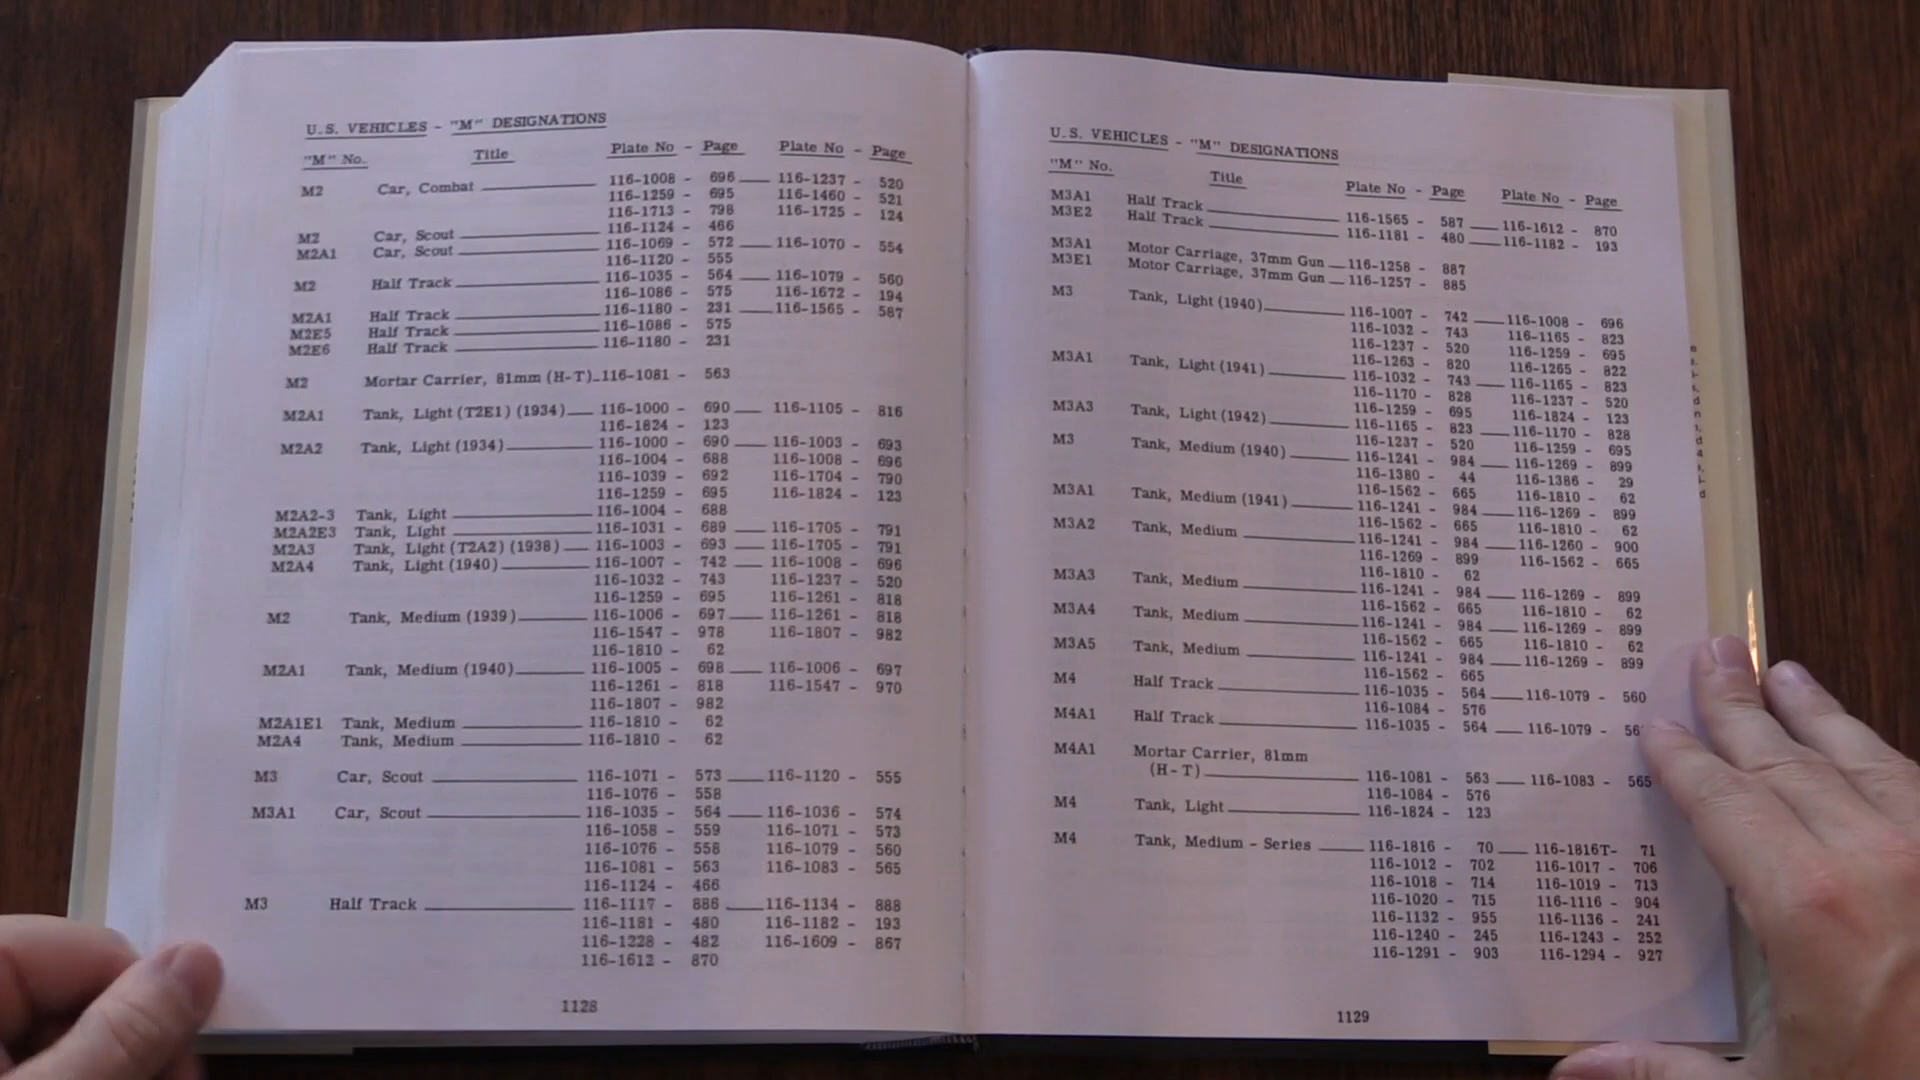 U.S. VEHICLES - "M" DESIGNATIONS
"M" No. Title Plate No - Page Plate No - Page
M2 Car, Combat 116-1008 - 696 116-1237 - 520
116-1259 - 695 116-1460 - 521
116-1713 - 798 116-1725 - 124
M2 Car, Scout 116-1124 - 466
M2A1 Car, Scout 116-1069 - 572 116-1070 - 554
116-1120 - 555
M2 Half Track 116-1035 - 564 116-1079 - 560
116-1086 - 575 116-1672 - 194
M2A1 Half Track 116-1180 - 231 116-1565 - 587
M2E5 Half Track 116-1086 - 575
M2E6 Half Track 116-1180 - 231
M2 Mortar Carrier, 81mm (H-T) 116-1081 - 563
M2A1 Tank, Light (T2E1) (1934) 116-1000 - 690 116-1105 - 816
116-1824 - 123
M2A2 Tank, Light (1934) 116-1000 - 690 116-1003 - 693
116-1004 - 688 116-1008 - 696
116-1039 - 692 116-1704 - 790
116-1259 - 695 116-1824 - 123
M2A2-3 Tank, Light 116-1004 - 688
M2A2E3 Tank, Light 116-1031 - 689 116-1705 - 791
M2A3 Tank, Light (T2A2) (1938) 116-1003 - 693 116-1705 - 791
M2A4 Tank, Light (1940) 116-1007 - 742 116-1008 - 696
116-1032 - 743 116-1237 - 520
116-1259 - 695 116-1261 - 818
M2 Tank, Medium (1939) 116-1006 - 697 116-1261 - 818
116-1547 - 978 116-1807 - 982
116-1810 - 62
M2A1 Tank, Medium (1940) 116-1005 - 698 116-1006 - 697
116-1261 - 818 116-1547 - 970
116-1807 - 982
M2A1E1 Tank, Medium 116-1810 - 62
M2A4 Tank, Medium 116-1810 - 62
M3 Car, Scout 116-1071 - 573 116-1120 - 555
116-1076 - 558
M3A1 Car, Scout 116-1035 - 564 116-1036 - 574
116-1058 - 559 116-1071 - 573
116-1076 - 558 116-1079 - 560
116-1081 - 563 116-1083 - 565
116-1124 - 466
M3 Half Track 116-1117 - 886 116-1134 - 888
116-1181 - 480 116-1182 - 193
116-1228 - 482 116-1609 - 867
116-1612 - 870
1128
U.S. VEHICLES - "M" DESIGNATIONS
"M" No. Title Plate No - Page Plate No - Page
M3A1 Half Track 116-1565 - 587 116-1612 - 870
M3E2 Half Track 116-1181 - 480 116-1182 - 193
M3A1 Motor Carriage, 37mm Gun 116-1258 - 887
M3E1 Motor Carriage, 37mm Gun 116-1257 - 885
M3 Tank, Light (1940) 116-1007 - 742 116-1008 - 696
116-1032 - 743 116-1165 - 823
116-1237 - 520 116-1259 - 695
116-1263 - 820 116-1265 - 822
M3A1 Tank, Light (1941) 116-1032 - 743 116-1165 - 823
116-1170 - 828 116-1237 - 520
116-1259 - 695 116-1824 - 123
M3A3 Tank, Light (1942) 116-1165 - 823 116-1170 - 828
116-1237 - 520 116-1259 - 695
M3 Tank, Medium (1940) 116-1241 - 984 116-1269 - 899
116-1380 - 44 116-1386 - 29
116-1562 - 665 116-1810 - 62
M3A1 Tank, Medium (1941) 116-1241 - 984 116-1269 - 899
116-1562 - 665 116-1810 - 62
M3A2 Tank, Medium 116-1241 - 984 116-1260 - 900
116-1269 - 899 116-1562 - 665
116-1810 - 62
M3A3 Tank, Medium 116-1241 - 984 116-1269 - 899
116-1562 - 665 116-1810 - 62
M3A4 Tank, Medium 116-1241 - 984 116-1269 - 899
116-1562 - 665 116-1810 - 62
M3A5 Tank, Medium 116-1241 - 984 116-1269 - 899
116-1562 - 665
M4 Half Track 116-1035 - 564 116-1079 - 560
116-1084 - 576
M4A1 Half Track 116-1035 - 564 116-1079 -
M4A1 Mortar Carrier, 81mm
(H-T) 116-1081 - 563 116-1083 - 565
116-1084 - 576
M4 Tank, Light 116-1824 - 123
M4 Tank, Medium - Series 116-1816 - 70 116-1816T- 71
116-1012 - 702 116-1017 - 706
116-1018 - 714 116-1019 - 713
116-1020 - 715 116-1116 - 904
116-1132 - 955 116-1136 - 241
116-1240 - 245 116-1243 - 252
116-1291 - 903 116-1294 - 927
1129